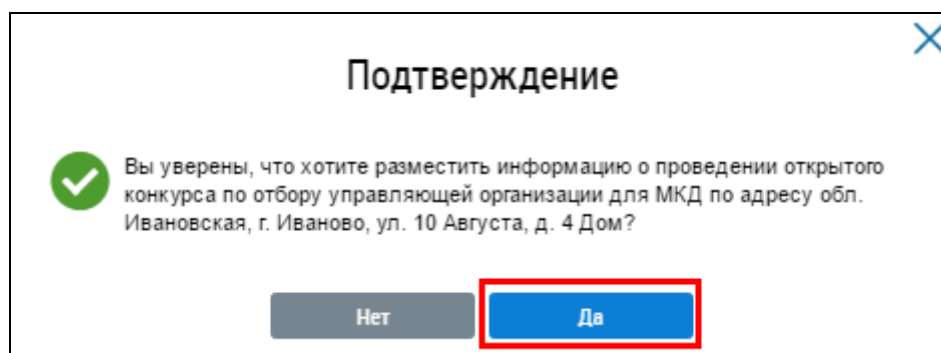 Подтверждение
Вы уверены, что хотите разместить информацию о проведении открытого
конкурса по отбору управляющей организации для МКД по адресу обл.
Ивановская, г. Иваново, ул. 10 Августа, д. 4 Дом?
Нет Да